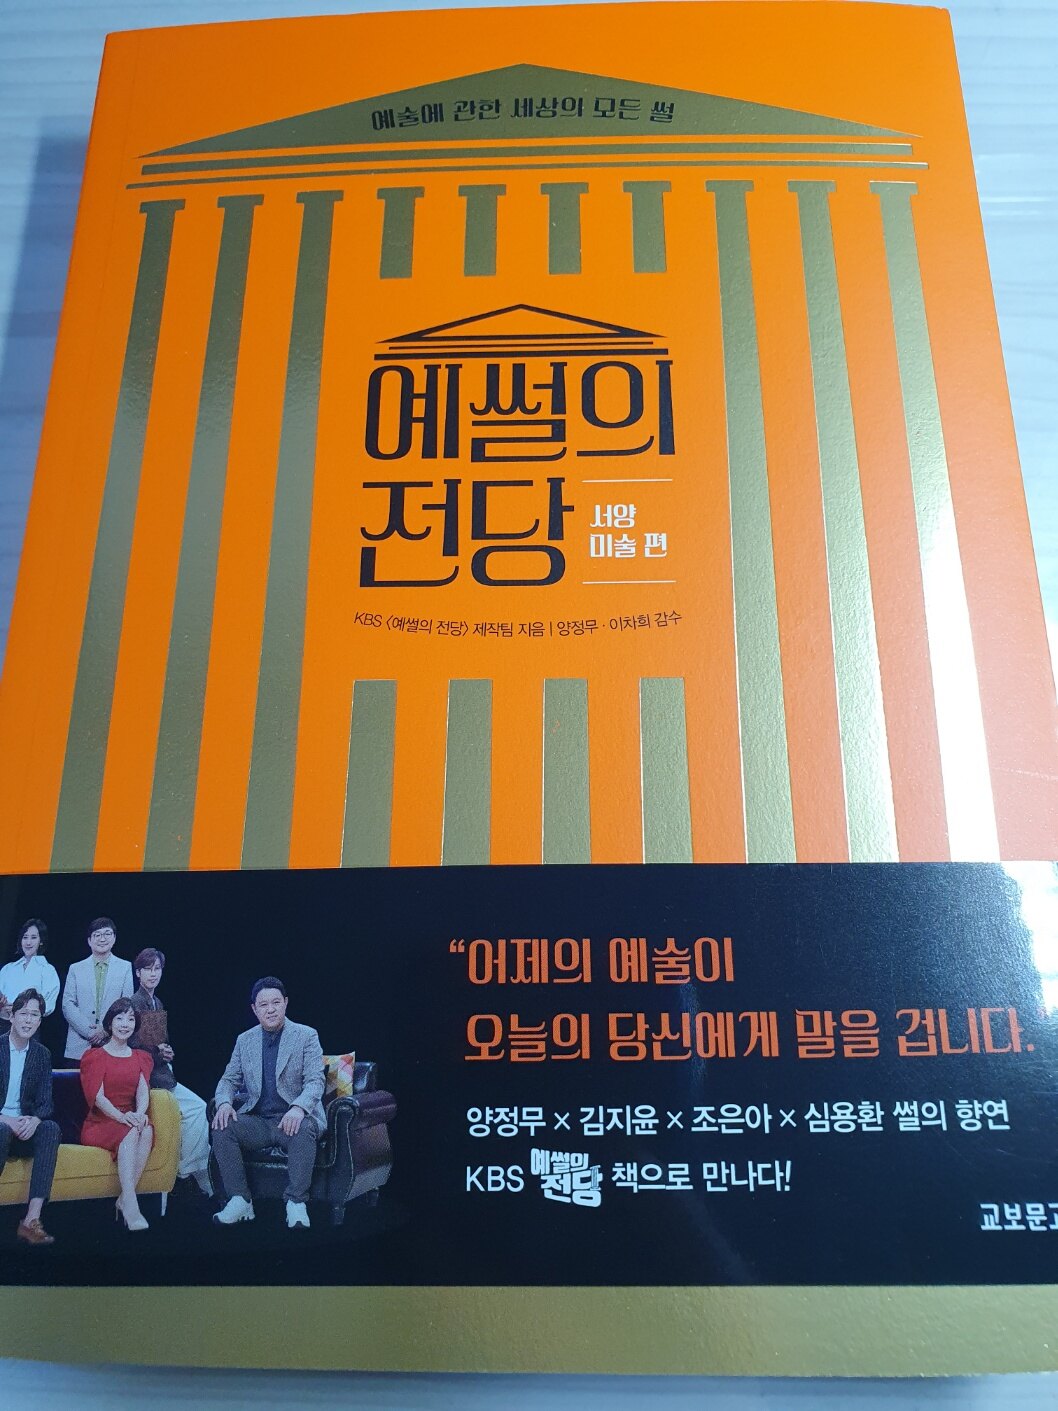 예술에 관한 세상의 모든 썰
예썰의
전당
서양
미술 편
KBS 〈예썰의 전당〉 제작팀 지음 | 양정무·이차희 감수
“어제의 예술이
오늘의 당신에게 말을 겁니다.
양정무×김지윤×조은아×심용환 썰의 향연
KBS 예썰의 전당 책으로 만나다!
교보문고